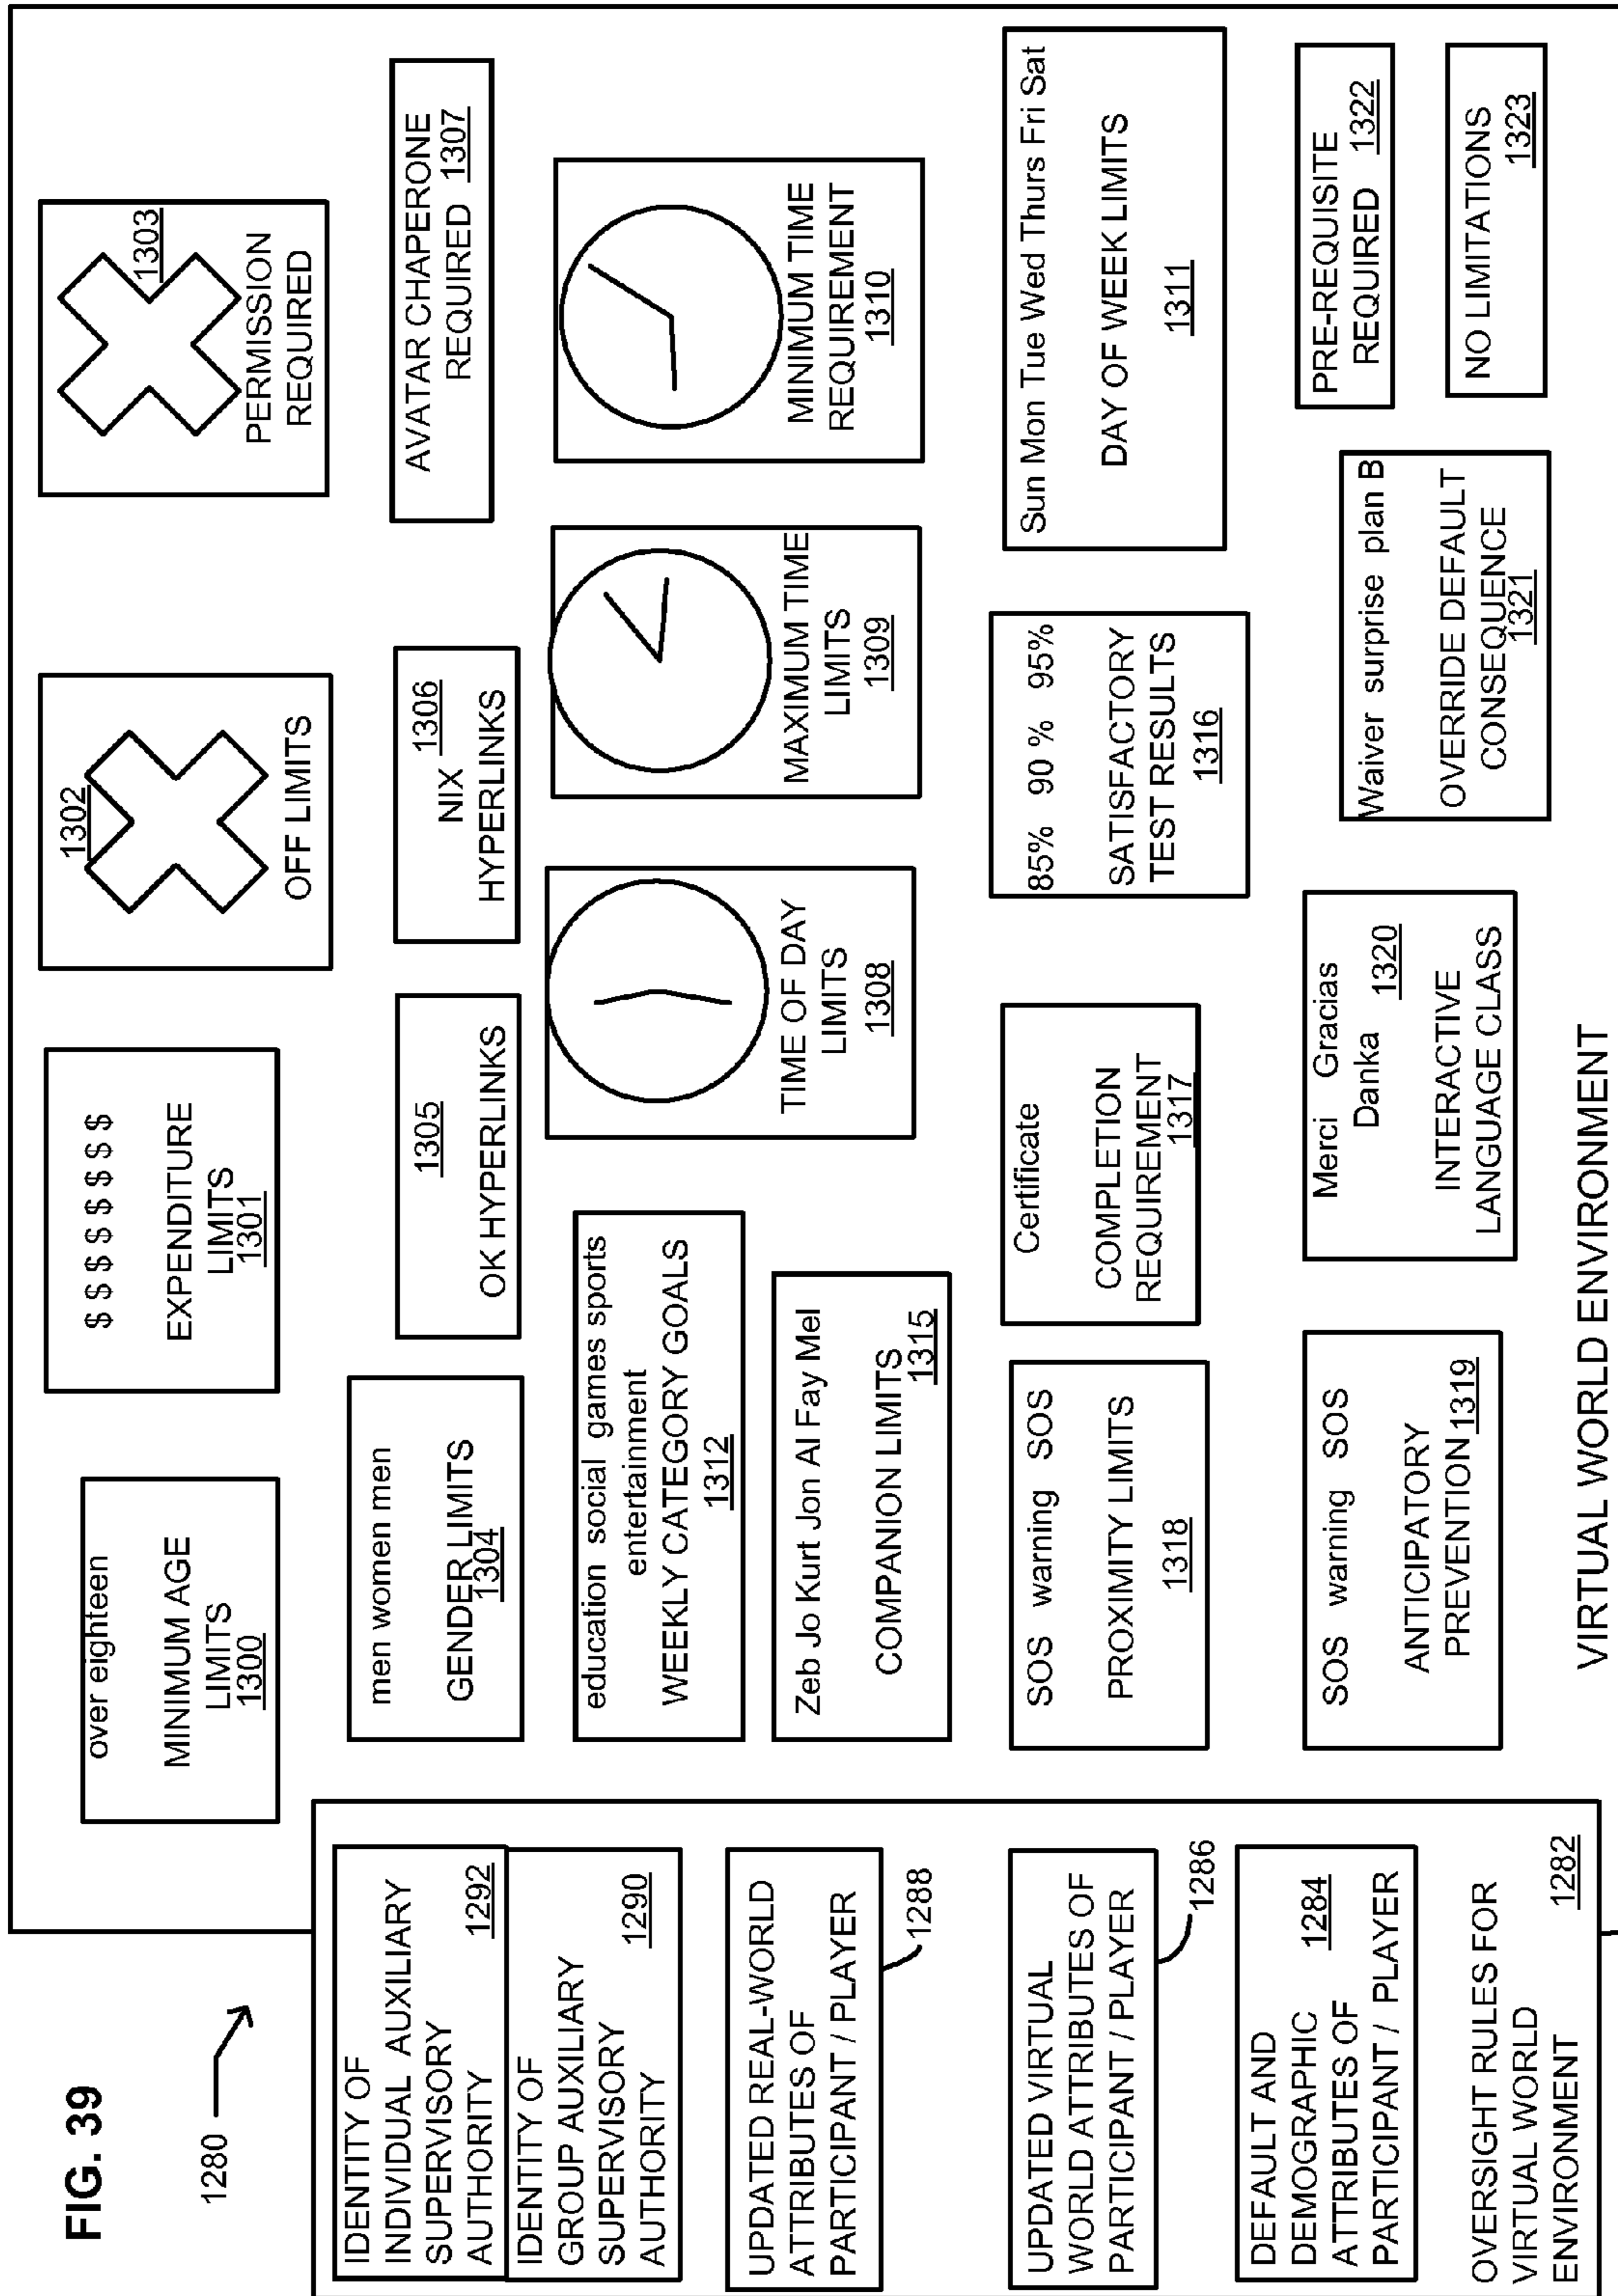 FIG. 39
1280
IDENTITY OF
INDIVIDUAL AUXILIARY
SUPERVISORY
AUTHORITY
1292
IDENTITY OF
GROUP AUXILIARY
SUPERVISORY
AUTHORITY
1290
UPDATED REAL-WORLD
ATTRIBUTES OF
PARTICIPANT / PLAYER
1288
UPDATED VIRTUAL
WORLD ATTRIBUTES OF
PARTICIPANT / PLAYER
1286
DEFAULT AND
DEMOGRAPHIC
ATTRIBUTES OF
PARTICIPANT / PLAYER
1284
OVERSIGHT RULES FOR
VIRTUAL WORLD
ENVIRONMENT
1282
over eighteen
MINIMUM AGE
LIMITS
1300
$ $ $ $ $ $ $ $
EXPENDITURE
LIMITS
1301
1302
OFF LIMITS
1303
PERMISSION
REQUIRED
men women men
GENDER LIMITS
1304
1305
OK HYPERLINKS
1306
NIX
HYPERLINKS
AVATAR CHAPERONE
REQUIRED 1307
education social games sports
entertainment
WEEKLY CATEGORY GOALS
1312
TIME OF DAY
LIMITS
1308
MAXIMUM TIME
LIMITS
1309
MINIMUM TIME
REQUIREMENT
1310
Zeb Jo Kurt Jon Al Fay Mel
COMPANION LIMITS
1315
SOS warning SOS
PROXIMITY LIMITS
1318
Certificate
COMPLETION
REQUIREMENT
1317
85% 90 % 95%
SATISFACTORY
TEST RESULTS
1316
Sun Mon Tue Wed Thurs Fri Sat
DAY OF WEEK LIMITS
1311
SOS warning SOS
ANTICIPATORY
PREVENTION 1319
Merci Gracias
Danka 1320
INTERACTIVE
LANGUAGE CLASS
Waiver surprise plan B
OVERRIDE DEFAULT
CONSEQUENCE
1321
PRE-REQUISITE
REQUIRED 1322
NO LIMITATIONS
1323
VIRTUAL WORLD ENVIRONMENT